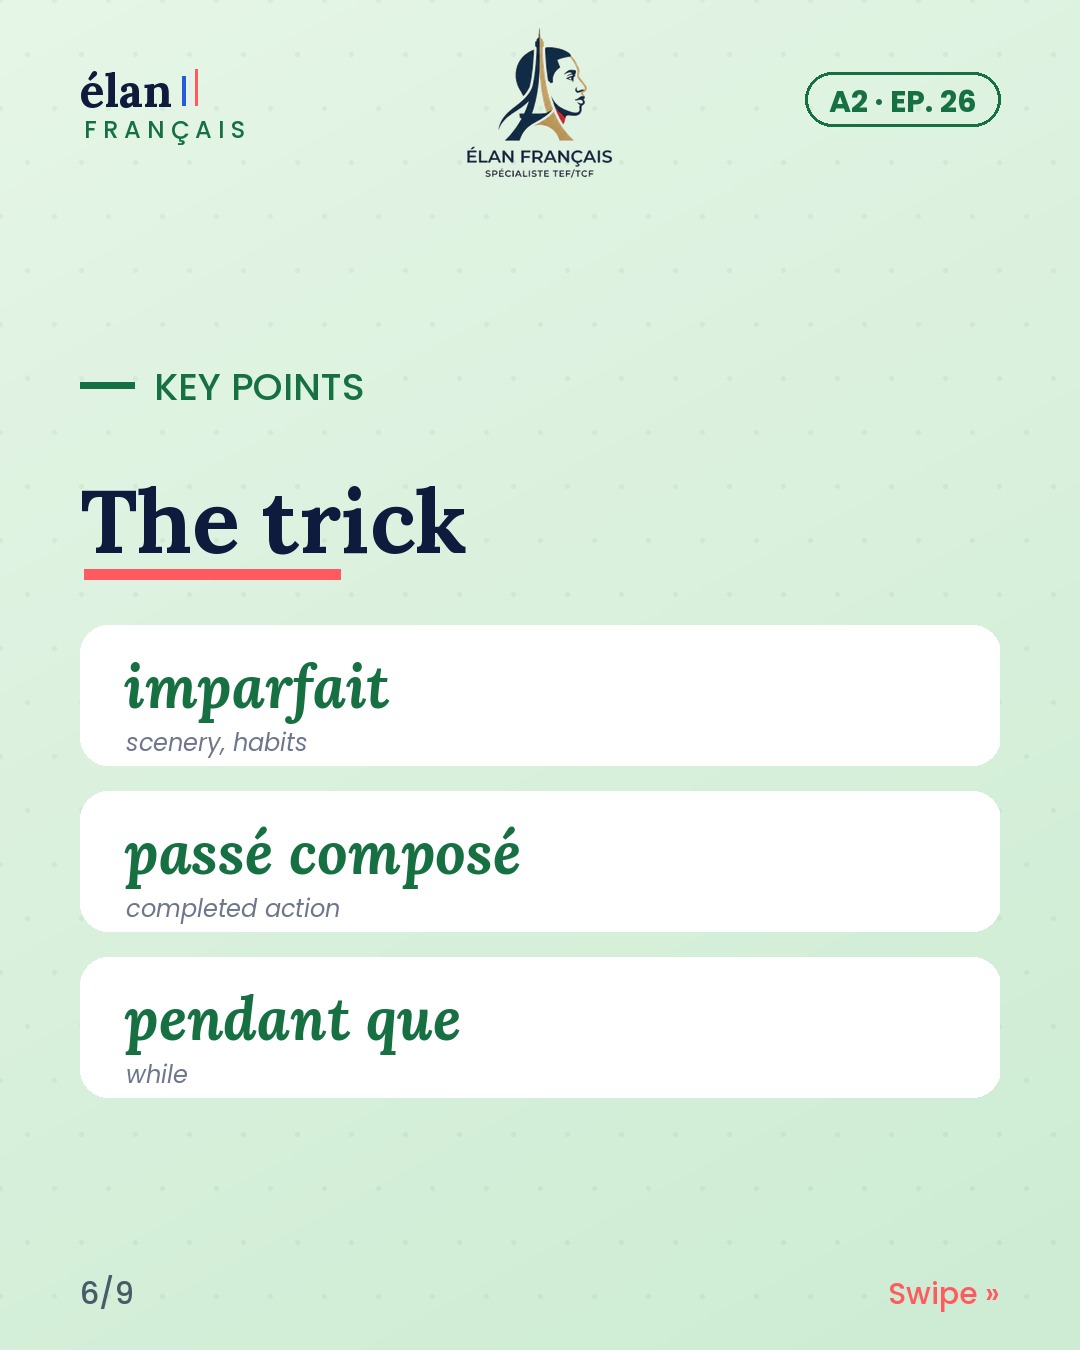 élan
FRANÇAIS
ÉLAN FRANÇAIS
SPÉCIALISTE TEF/TCF
A2 · EP. 26
KEY POINTS
The trick
imparfait
scenery, habits
passé composé
completed action
pendant que
while
6/9
Swipe »